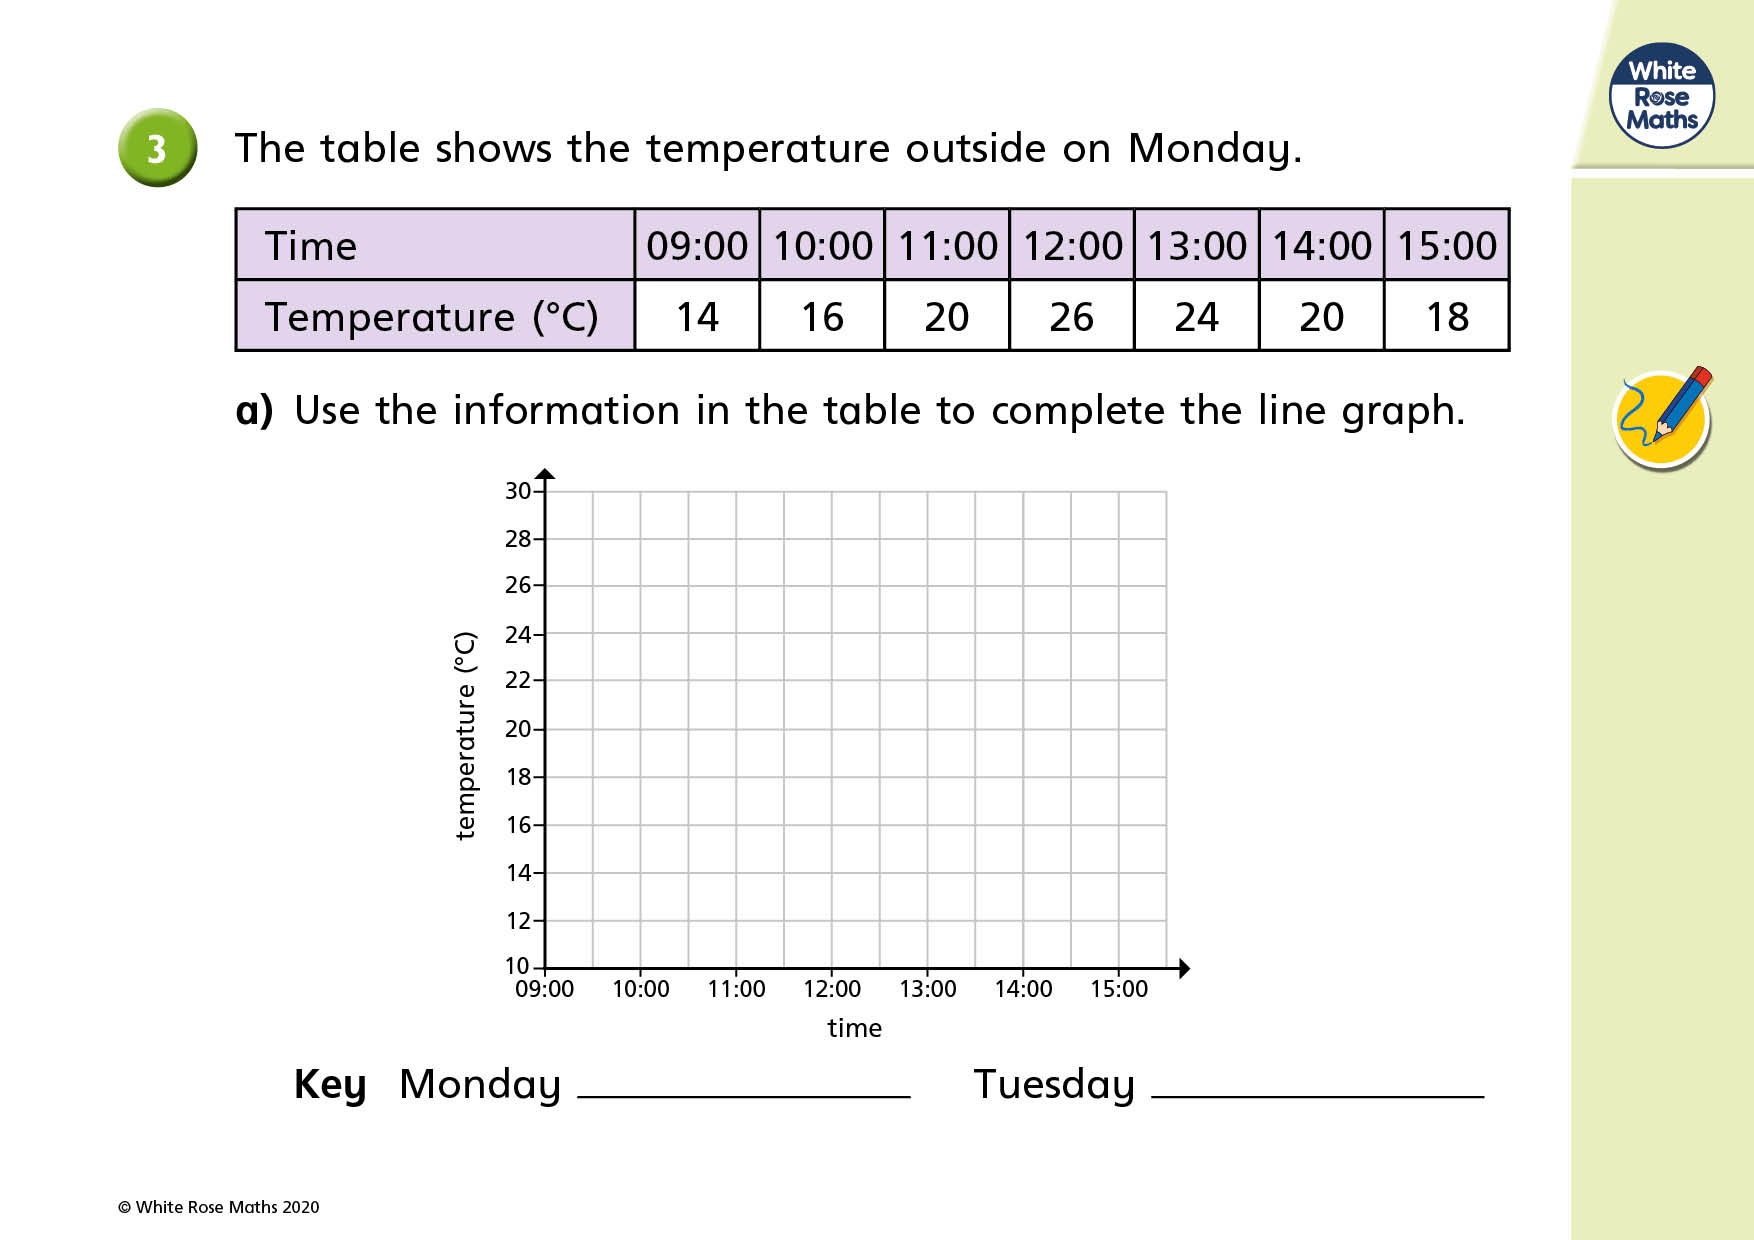 White
Rose
Maths
3 The table shows the temperature outside on Monday.
Time 09:00 10:00 11:00 12:00 13:00 14:00 15:00
Temperature (°C) 14 16 20 26 24 20 18
a) Use the information in the table to complete the line graph.
30
28
26
24
22
20
18
16
14
12
10
temperature (°C)
09:00 10:00 11:00 12:00 13:00 14:00 15:00
time
Key Monday Tuesday
© White Rose Maths 2020